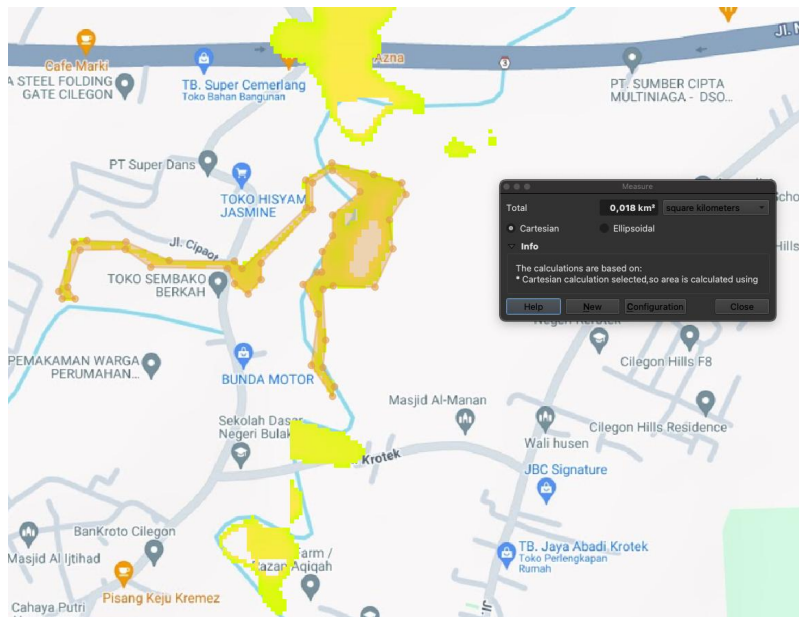 Jl. N
Cafe Marki
Azna
3
A STEEL FOLDING
GATE CILEGON
TB. Super Cemerlang
Toko Bahan Bangunan
PT. SUMBER CIPTA
MULTINIAGA - DSO...
PT Super Dans
TOKO HISYAM
JASMINE
Measure
Total
0,018 km²
square kilometers
Cartesian
Ellipsoidal
Info
The calculations are based on:
* Cartesian calculation selected,so area is calculated using
Help
New
Configuration
Close
Jl. Cipaot
TOKO SEMBAKO
BERKAH
Hills
PEMAKAMAN WARGA
PERUMAHAN...
BUNDA MOTOR
Cilegon Hills F8
Masjid Al-Manan
Sekolah Dasar
Negeri Bulak
Cilegon Hills Residence
Wali husen
Krotek
JBC Signature
BanKroto Cilegon
Masjid Al Ijtihad
Farm /
Razan Aqiqah
TB. Jaya Abadi Krotek
Toko Perlengkapan
Rumah
Pisang Keju Kremez
Cahaya Putri
Jl.